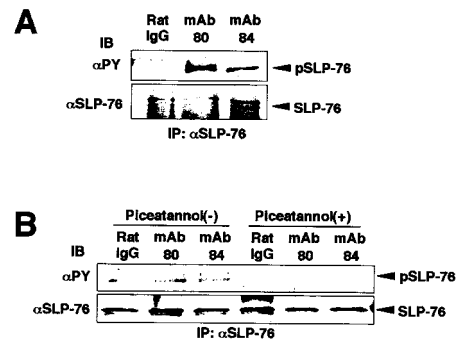 A
Rat mAb mAb
IB IgG 80 84
αPY pSLP-76
αSLP-76 SLP-76
IP: αSLP-76
B
Piceatannol(-) Piceatannol(+)
Rat mAb mAb Rat mAb mAb
IB IgG 80 84 IgG 80 84
αPY pSLP-76
αSLP-76 SLP-76
IP: αSLP-76